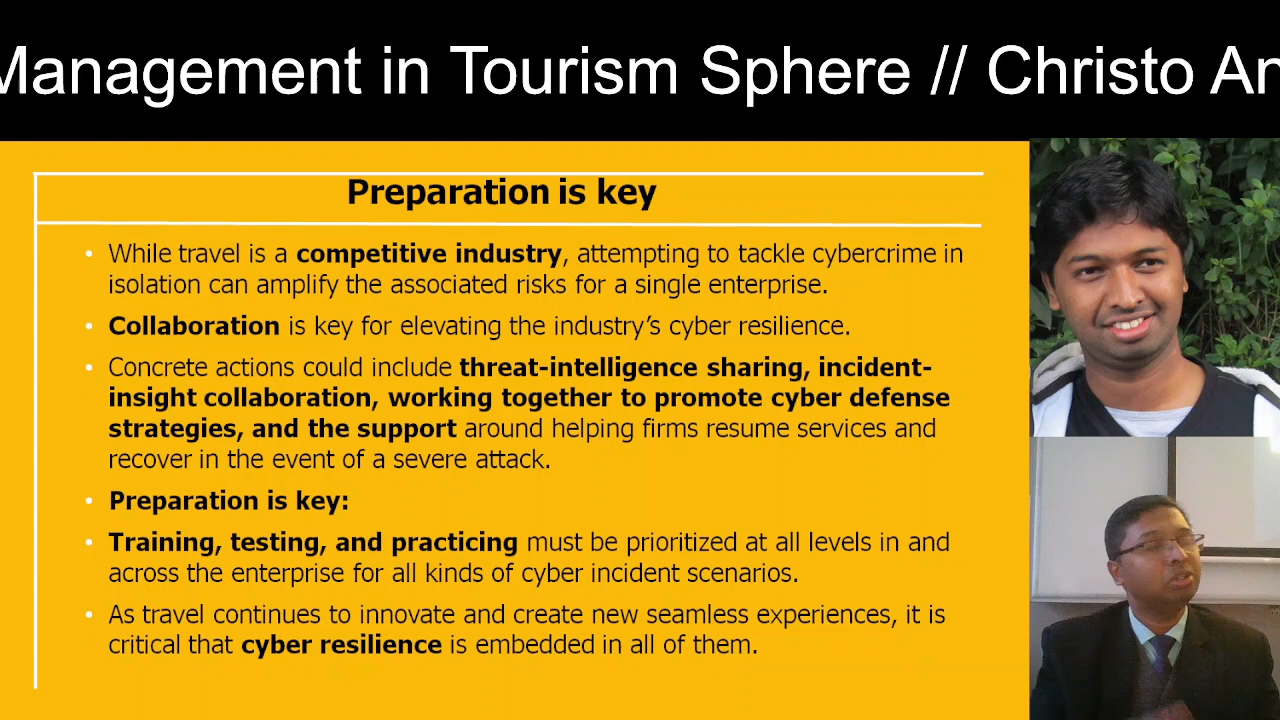 Management in Tourism Sphere // Christo An
Preparation is key
• While travel is a competitive industry, attempting to tackle cybercrime in
isolation can amplify the associated risks for a single enterprise.
• Collaboration is key for elevating the industry’s cyber resilience.
• Concrete actions could include threat-intelligence sharing, incident-
insight collaboration, working together to promote cyber defense
strategies, and the support around helping firms resume services and
recover in the event of a severe attack.
• Preparation is key:
• Training, testing, and practicing must be prioritized at all levels in and
across the enterprise for all kinds of cyber incident scenarios.
• As travel continues to innovate and create new seamless experiences, it is
critical that cyber resilience is embedded in all of them.